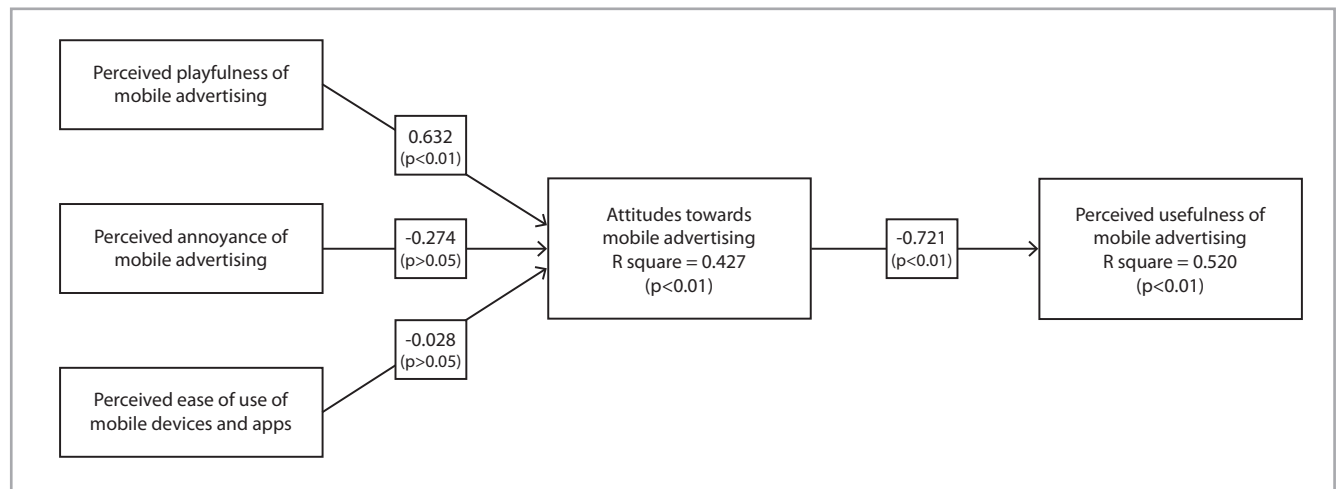 Perceived playfulness of
mobile advertising
0.632
(p<0.01)
Perceived annoyance of
mobile advertising
-0.274
(p>0.05)
Perceived ease of use of
mobile devices and apps
-0.028
(p>0.05)
Attitudes towards
mobile advertising
R square = 0.427
(p<0.01)
-0.721
(p<0.01)
Perceived usefulness of
mobile advertising
R square = 0.520
(p<0.01)